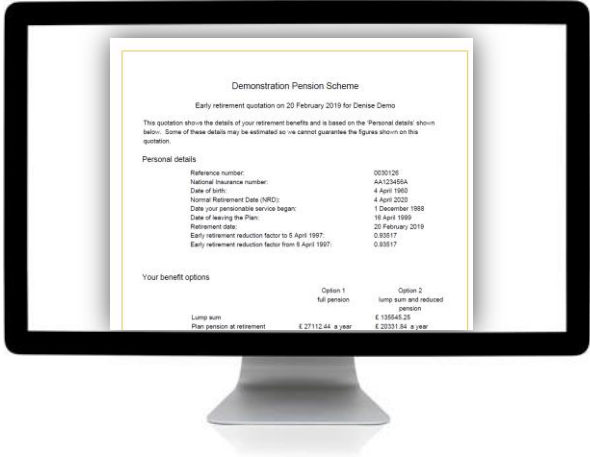 Demonstration Pension Scheme
Early retirement quotation on 20 February 2019 for Denise Demo
This quotation shows the details of your retirement benefits and is based on the 'Personal details' shown
below. Some of these details may be estimated so we cannot guarantee the figures shown on this
quotation.
Personal details
Reference number: 0030126
National Insurance number: AA123456A
Date of birth: 4 April 1960
Normal Retirement Date (NRD): 4 April 2020
Date your pensionable service began: 1 December 1988
Date of leaving the Plan: 16 April 1999
Retirement date: 20 February 2019
Early retirement reduction factor to 5 April 1997: 0.93517
Early retirement reduction factor from 6 April 1997: 0.93517
Your benefit options
Option 1 Option 2
full pension lump sum and reduced
pension
Lump sum £ 135545.25
Plan pension at retirement £ 27112.44 a year £ 20331.84 a year